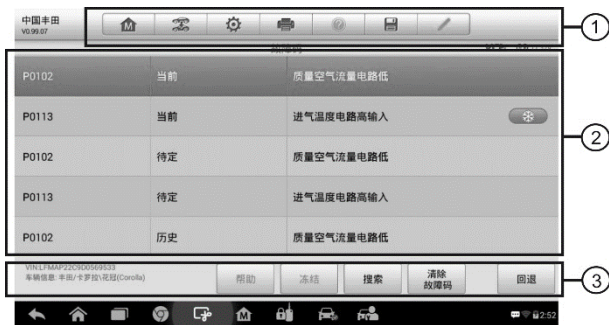 中国丰田
V0.99.07
①
故障码
P0102 当前 质量空气流量电路低
P0113 当前 进气温度电路高输入
②
P0102 待定 质量空气流量电路低
P0113 待定 进气温度电路高输入
P0102 历史 质量空气流量电路低
VIN:LFMAP22C9D0569533
车辆信息: 丰田/卡罗拉\花冠(Corolla)
帮助 冻结 搜索 清除故障码 回退
③
2:52